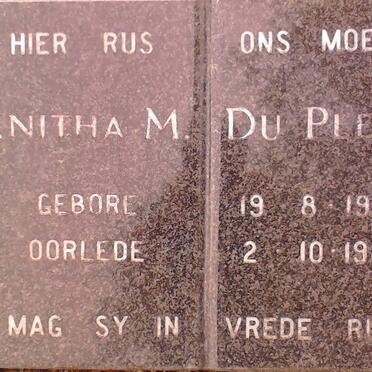 HIER RUS ONS MOE
NITHA M. DU PLE
GEBORE 19 8 19
OORLEDE 2 - 10 - 19
MAG SY IN VREDE RU